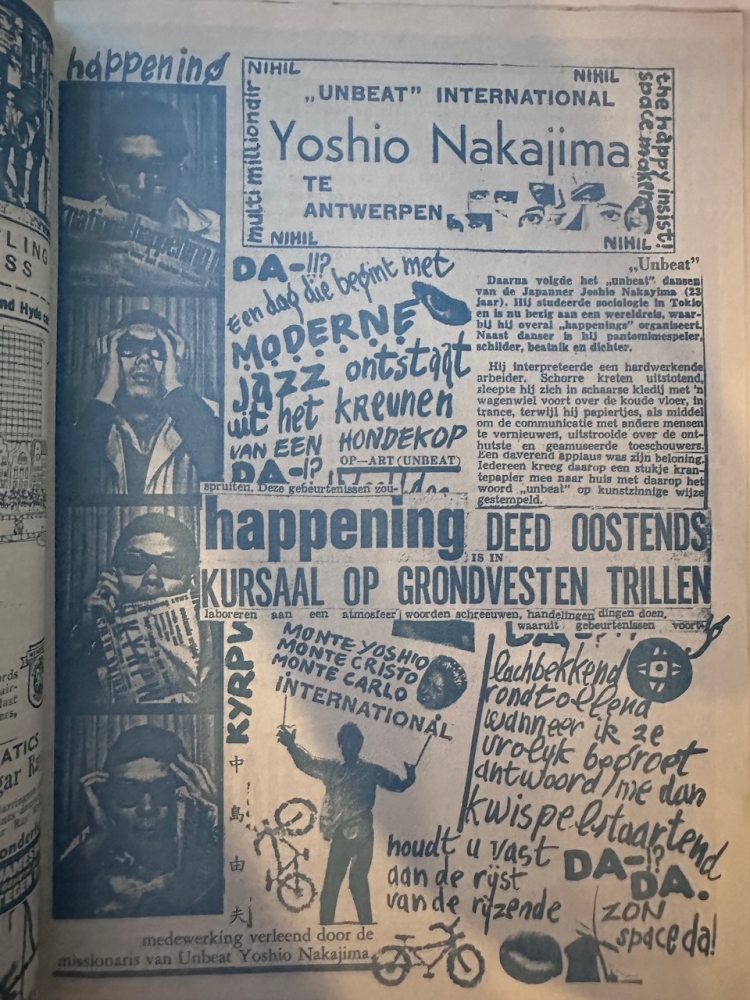 happening
NIHIL
NIHIL
„UNBEAT” INTERNATIONAL
Yoshio Nakajima
TE
ANTWERPEN
NIHIL
NIHIL
multi milliondir
the happy insist!
space maker
DA-!!?
Een dag die begint met
MODERNE
jazz ontstaat
uit het kreunen
VAN EEN HONDEKOP
DA-!?
OP-ART (UNBEAT)
„Unbeat”
Daarna volgde het „unbeat” dansen
van de Japanner Joshio Nakayima (23
jaar). Hij studeerde sociologie in Tokio
en is nu bezig aan een wereldreis, waar-
bij hij overal „happenings” organiseert.
Naast danser is hij pantomimespeler,
schilder, beatnik en dichter.
Hij interpreteerde een hardwerkende
arbeider. Schorre kreten uitstotend,
sleepte hij zich in schaarse kledij met 'n
wagenwiel voort over de koude vloer, in
trance, terwijl hij papiertjes, als middel
om de communicatie met andere mensen
te vernieuwen, uitstrooide over de ont-
hutste en geamuseerde toeschouwers.
Een daverend applaus was zijn beloning.
Iedereen kreeg daarop een stukje kran-
tepapier mee naar huis met daarop het
woord „unbeat” op kunstzinnige wijze
gestempeld.
spruiten. Deze gebeurtenissen zou-
happening DEED OOSTENDS
IS IN
KURSAAL OP GRONDVESTEN TRILLEN
laboreren aan een atmosfeer woorden schreeuwen, handelingen dingen doen,
waaruit gebeurtenissen voort-
KYRPW
MONTE YOSHIO
MONTE CRISTO
MONTE CARLO
INTERNATIONAL
中
島
由
夫
lachbekkend
rondtollend
wanneer ik ze
vrolyk begroet
antwoord/me dan
kwispelstaartend
DA-!?
DA.
houdt u vast
aan de rijst
van de rijzende
ZON
space da!
medewerking verleend door de
missionaris van Unbeat Yoshio Nakajima